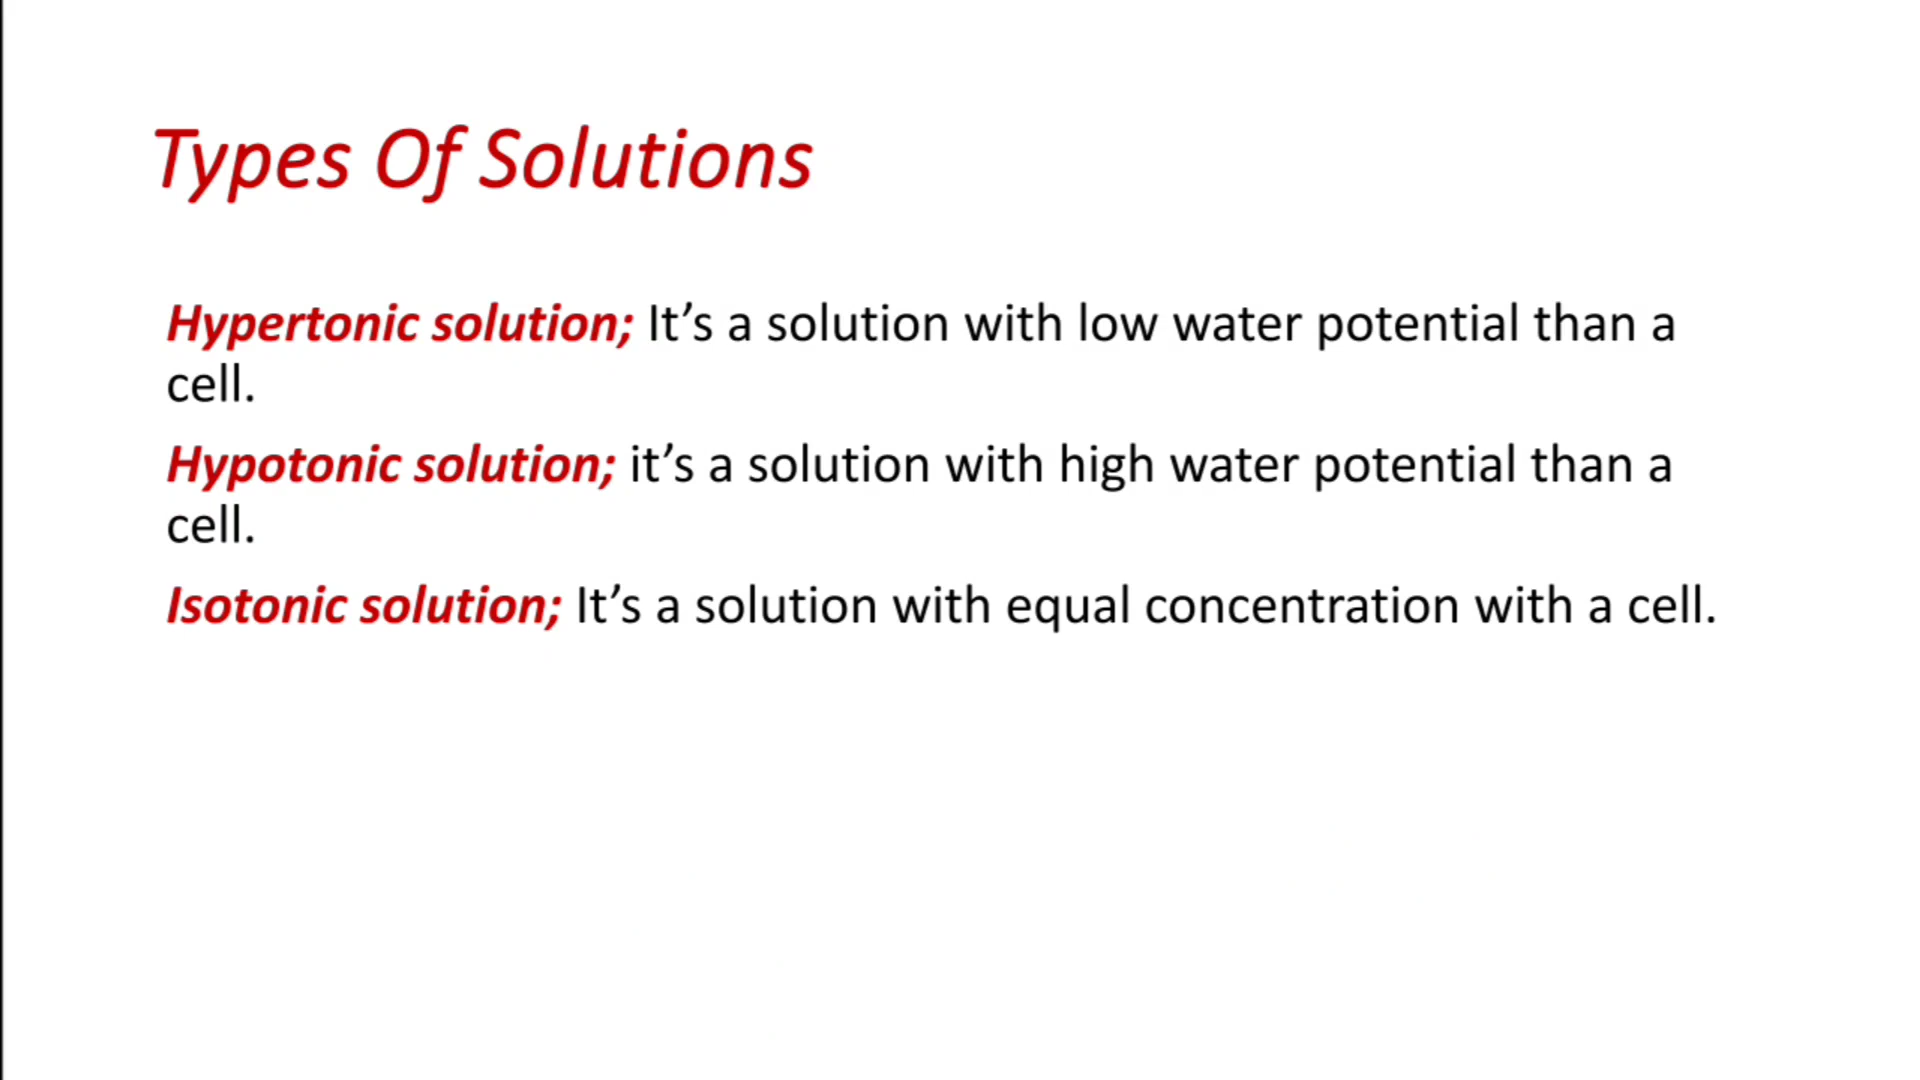 Types Of Solutions
Hypertonic solution; It’s a solution with low water potential than a
cell.
Hypotonic solution; it’s a solution with high water potential than a
cell.
Isotonic solution; It’s a solution with equal concentration with a cell.